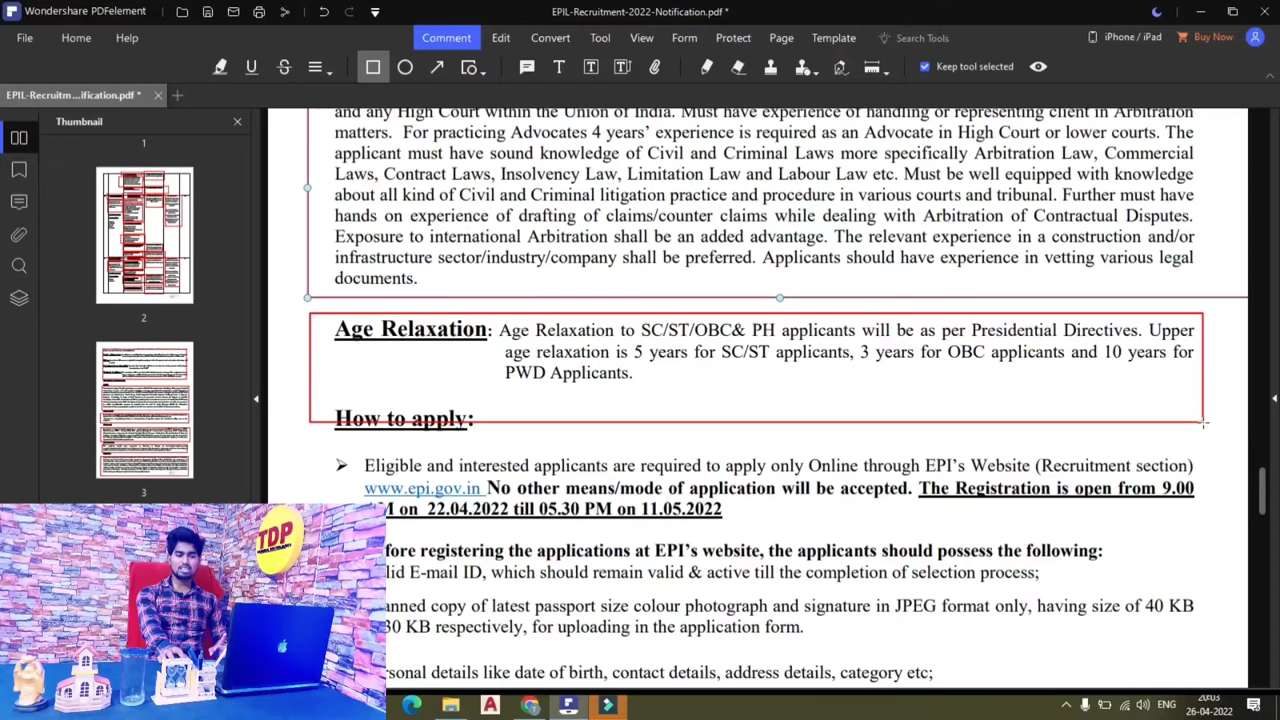 Wondershare PDFelement
EPIL-Recruitment-2022-Notification.pdf *
File Home Help Comment Edit Convert Tool View Form Protect Page Template Search Tools iPhone / iPad Buy Now
Keep tool selected
EPIL-Recruitm...ification.pdf *
Thumbnail
1
2
3
and any High Court within the Union of India. Must have experience of handling or representing client in Arbitration
matters. For practicing Advocates 4 years’ experience is required as an Advocate in High Court or lower courts. The
applicant must have sound knowledge of Civil and Criminal Laws more specifically Arbitration Law, Commercial
Laws, Contract Laws, Insolvency Law, Limitation Law and Labour Law etc. Must be well equipped with knowledge
about all kind of Civil and Criminal litigation practice and procedure in various courts and tribunal. Further must have
hands on experience of drafting of claims/counter claims while dealing with Arbitration of Contractual Disputes.
Exposure to international Arbitration shall be an added advantage. The relevant experience in a construction and/or
infrastructure sector/industry/company shall be preferred. Applicants should have experience in vetting various legal
documents.
Age Relaxation: Age Relaxation to SC/ST/OBC& PH applicants will be as per Presidential Directives. Upper
age relaxation is 5 years for SC/ST applicants, 3 years for OBC applicants and 10 years for
PWD Applicants.
How to apply:
➢ Eligible and interested applicants are required to apply only Online through EPI’s Website (Recruitment section)
www.epi.gov.in No other means/mode of application will be accepted. The Registration is open from 9.00
M on 22.04.2022 till 05.30 PM on 11.05.2022
fore registering the applications at EPI’s website, the applicants should possess the following:
lid E-mail ID, which should remain valid & active till the completion of selection process;
nned copy of latest passport size colour photograph and signature in JPEG format only, having size of 40 KB
30 KB respectively, for uploading in the application form.
rsonal details like date of birth, contact details, address details, category etc;
TDP
ENG
20:03
26-04-2022